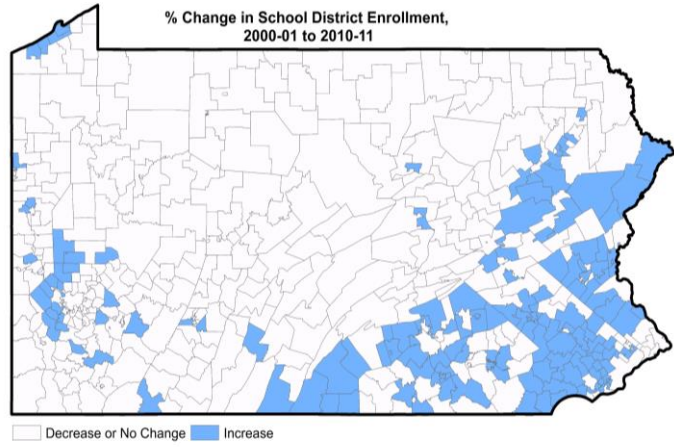 % Change in School District Enrollment,
2000-01 to 2010-11
Decrease or No Change Increase